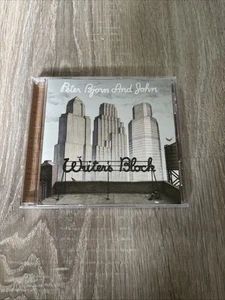 Peter Bjorn And John
Writer's Block